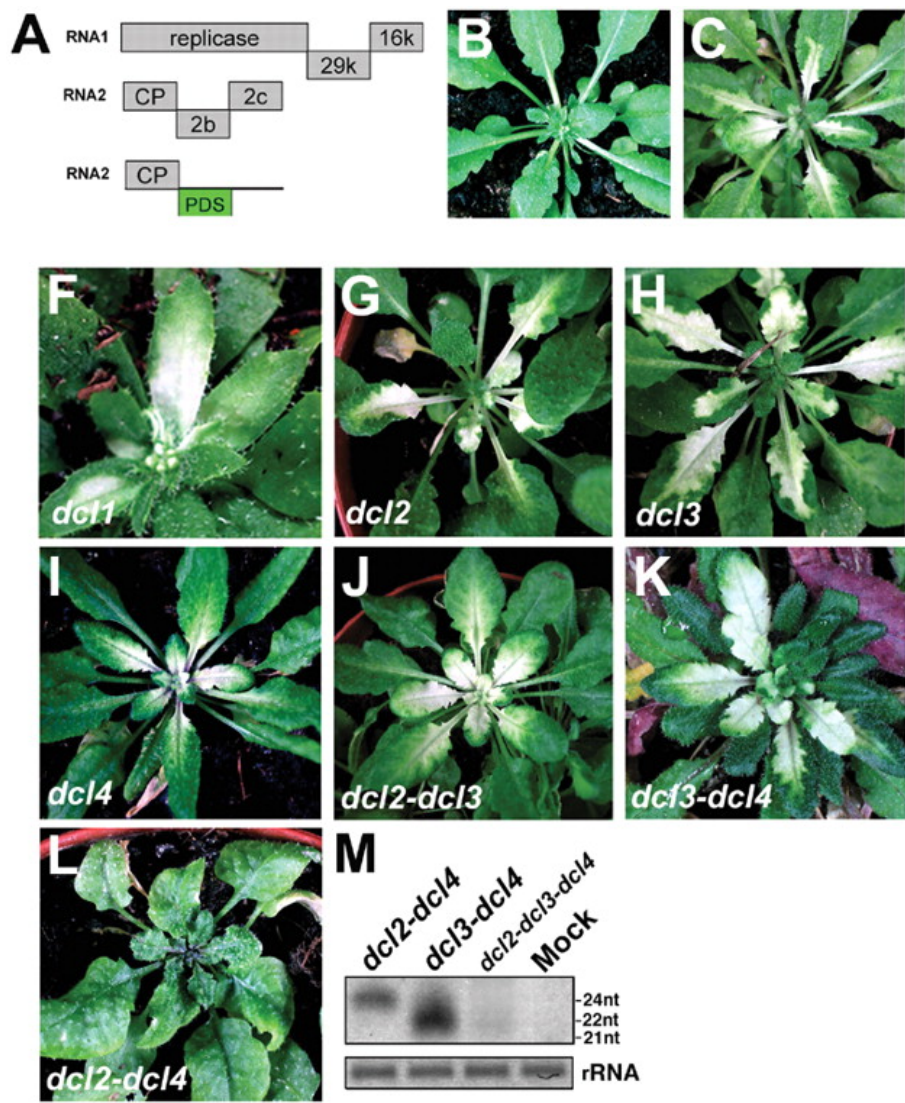 A
RNA1 replicase 16k
29k
RNA2 CP 2c
2b
RNA2 CP
PDS
B
C
F
dcl1
G
dcl2
H
dcl3
I
dcl4
J
dcl2-dcl3
K
dcl3-dcl4
L
dcl2-dcl4
M
dcl2-dcl4
dcl3-dcl4
dcl2-dcl3-dcl4
Mock
-24nt
-22nt
-21nt
rRNA